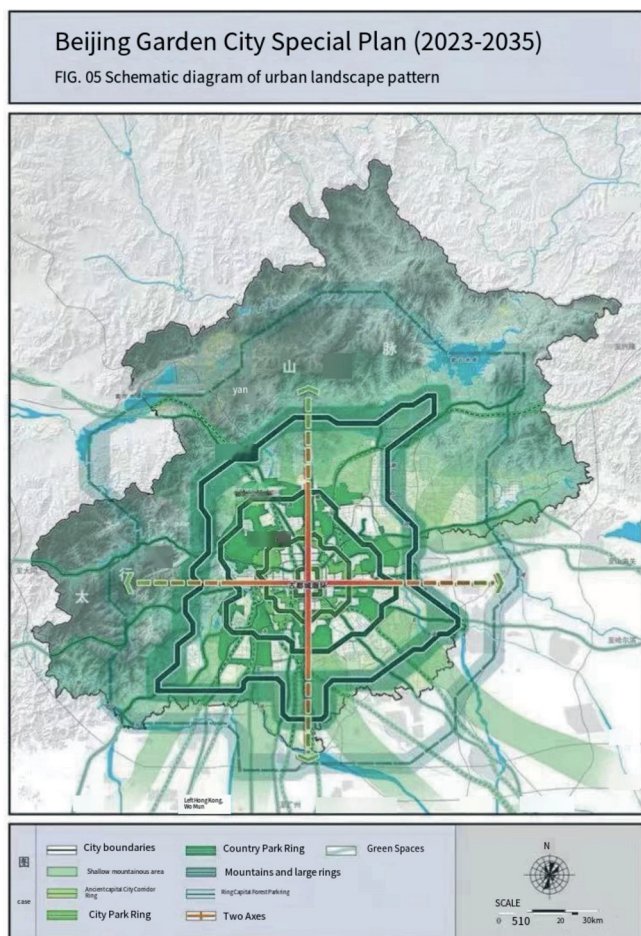 Beijing Garden City Special Plan (2023-2035)
FIG. 05 Schematic diagram of urban landscape pattern
山
脉
yan
太
行
Left Hong Kong,
Wo Mun
图
case
City boundaries
Shallow mountainous area
Ancient capital City Corridor
Ring
City Park Ring
Country Park Ring
Mountains and large rings
Ring Capital Forest Park ring
Two Axes
Green Spaces
N
SCALE
0 510 20 30km